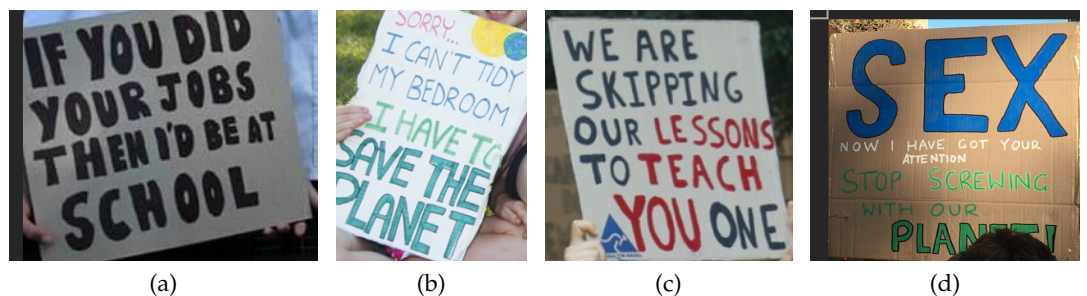 IF YOU DID
YOUR JOBS
THEN I'D BE AT
SCHOOL
(a)
SORRY...
I CAN'T TIDY
MY BEDROOM
I HAVE TO
SAVE THE
PLANET
(b)
WE ARE
SKIPPING
OUR LESSONS
TO TEACH
YOU ONE
(c)
SEX
NOW I HAVE GOT YOUR
ATTENTION
STOP SCREWING
WITH OUR
PLANET!
(d)